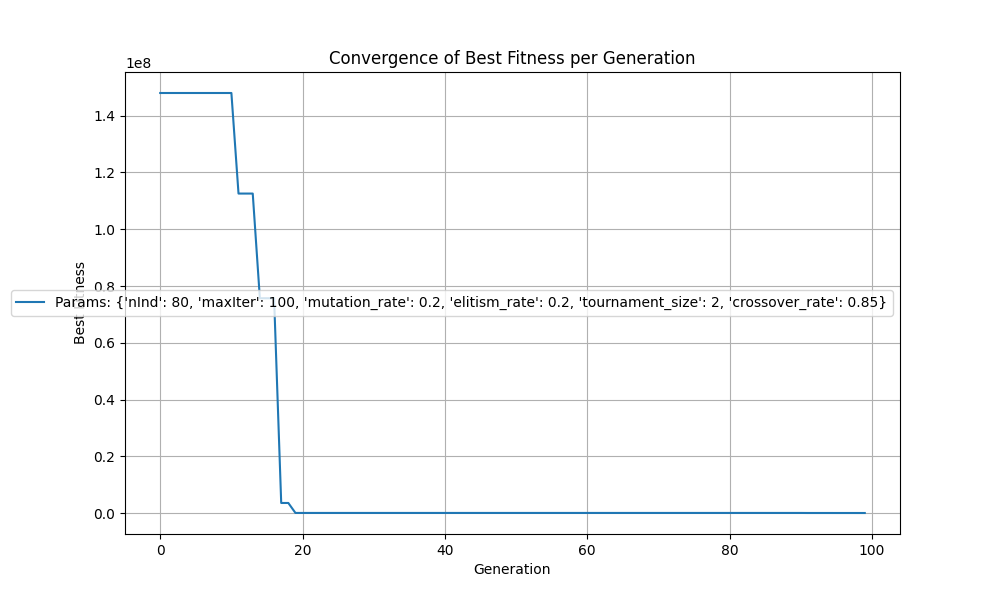 Convergence of Best Fitness per Generation
1e8
1.4
1.2
1.0
0.8
0.6
0.4
0.2
0.0
Best
ness
Params: {'nInd': 80, 'maxIter': 100, 'mutation_rate': 0.2, 'elitism_rate': 0.2, 'tournament_size': 2, 'crossover_rate': 0.85}
0
20
40
60
80
100
Generation